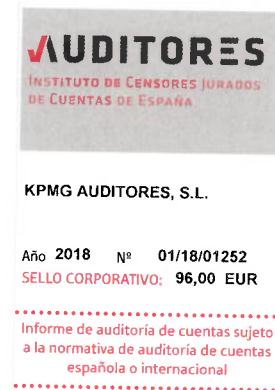 AUDITORES
INSTITUTO DE CENSORES JURADOS
DE CUENTAS DE ESPAÑA
KPMG AUDITORES, S.L.
Año 2018 Nº 01/18/01252
SELLO CORPORATIVO: 96,00 EUR
Informe de auditoría de cuentas sujeto
a la normativa de auditoría de cuentas
española o internacional